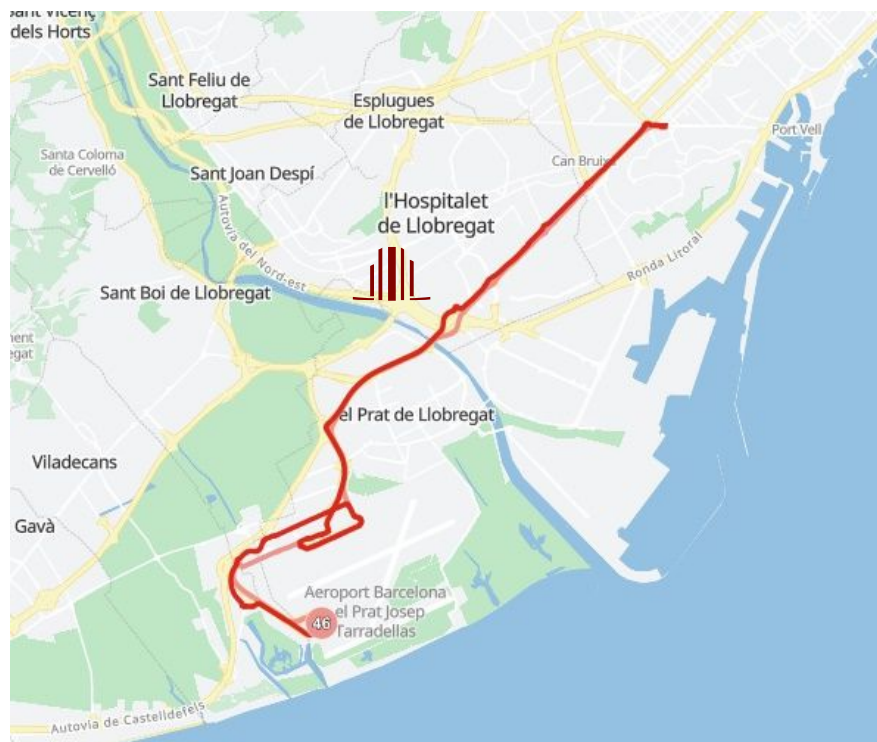 Sant Vicenç
dels Horts
Sant Feliu de
Llobregat
Esplugues
de Llobregat
Port Vell
Santa Coloma
de Cervelló
Can Bruix
Sant Joan Despí
l'Hospitalet
de Llobregat
Autovia del Nord-est
Ronda Litoral
Sant Boi de Llobregat
el Prat de Llobregat
Viladecans
Gavà
Aeroport Barcelona
el Prat Josep
Tarradellas
46
Autovia de Castelldefels